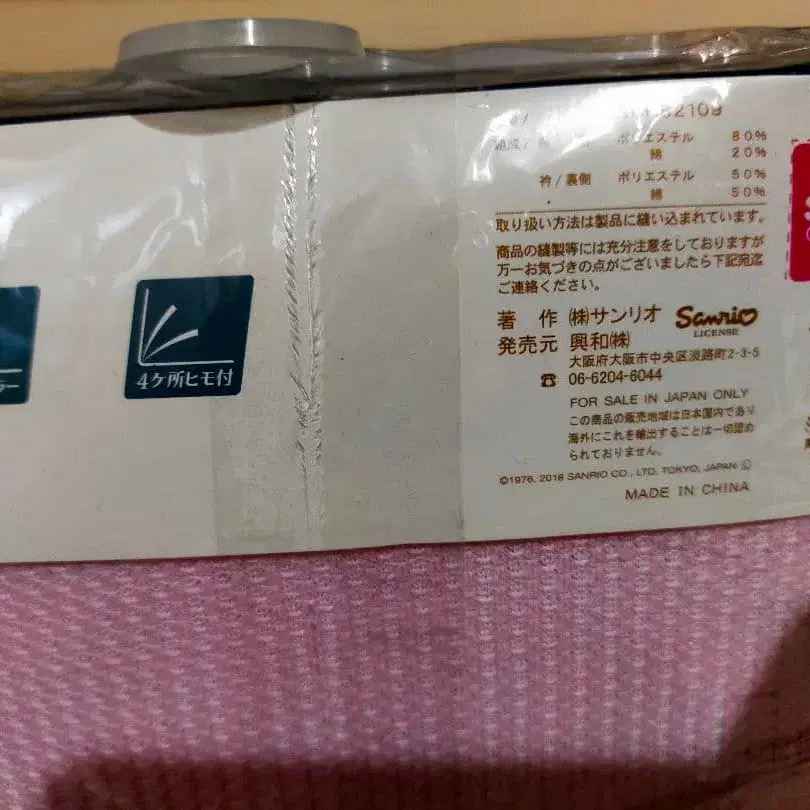 82109
ポリエステル 80%
綿 20%
衿/裏側 ポリエステル 50%
綿 50%
取り扱い方法は製品に縫い込まれています。
商品の縫製等には充分注意をしておりますが
万一お気づきの点がございましたら下記宛迄
ご連絡ください。
著 作 ㈱サンリオ Sanrio
LICENSE
発売元 興和㈱
大阪府大阪市中央区淡路町2-3-5
☎ 06-6204-6044
FOR SALE IN JAPAN ONLY
この商品の販売地域は日本国内であり
海外にこれを輸出することは一切認め
られておりません。
©1976, 2018 SANRIO CO., LTD. TOKYO, JAPAN Ⓛ
MADE IN CHINA
4ケ所ヒモ付
ラー